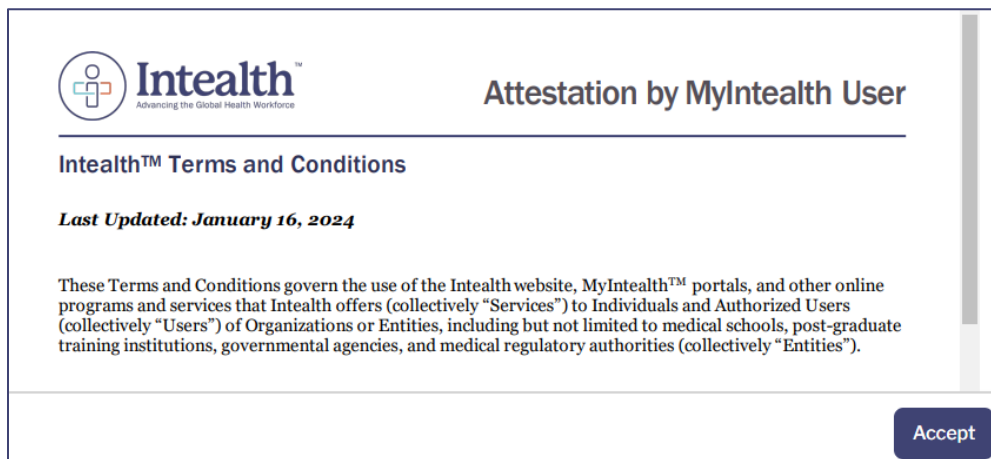 Intealth™
Advancing the Global Health Workforce
Attestation by MyIntealth User
Intealth™ Terms and Conditions
Last Updated: January 16, 2024
These Terms and Conditions govern the use of the Intealth website, MyIntealth™ portals, and other online
programs and services that Intealth offers (collectively “Services”) to Individuals and Authorized Users
(collectively “Users”) of Organizations or Entities, including but not limited to medical schools, post-graduate
training institutions, governmental agencies, and medical regulatory authorities (collectively “Entities”).
Accept